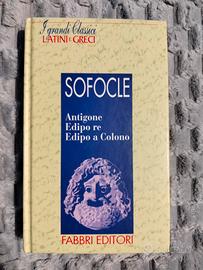 I grandi Classici
LATINI e GRECI
SOFOCLE
Antigone
Edipo re
Edipo a Colono
FABBRI EDITORI